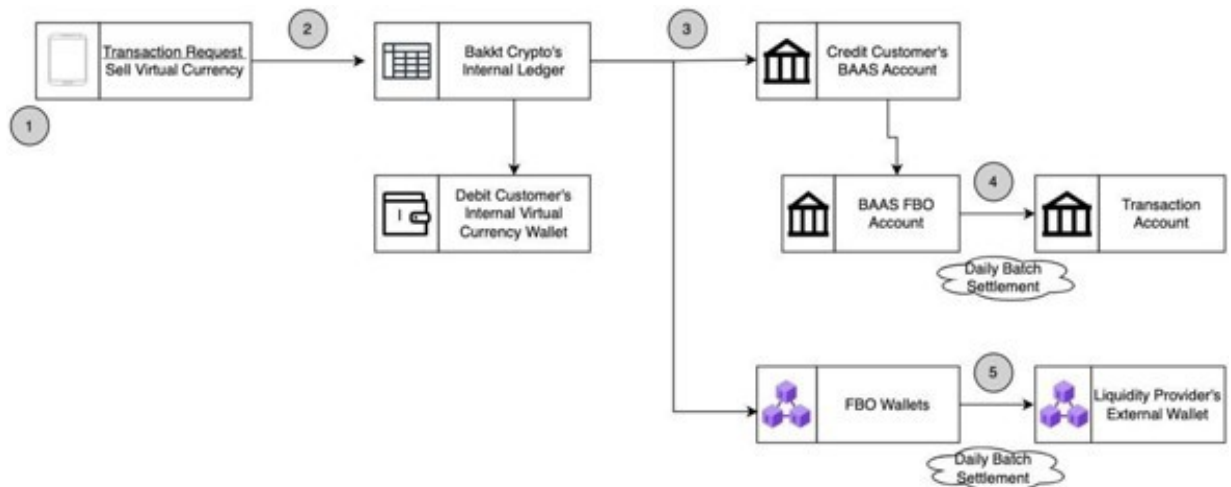 1
Transaction Request
Sell Virtual Currency
2
Bakkt Crypto's
Internal Ledger
3
Credit Customer's
BAAS Account
Debit Customer's
Internal Virtual
Currency Wallet
BAAS FBO
Account
4
Transaction
Account
Daily Batch
Settlement
FBO Wallets
5
Liquidity Provider's
External Wallet
Daily Batch
Settlement